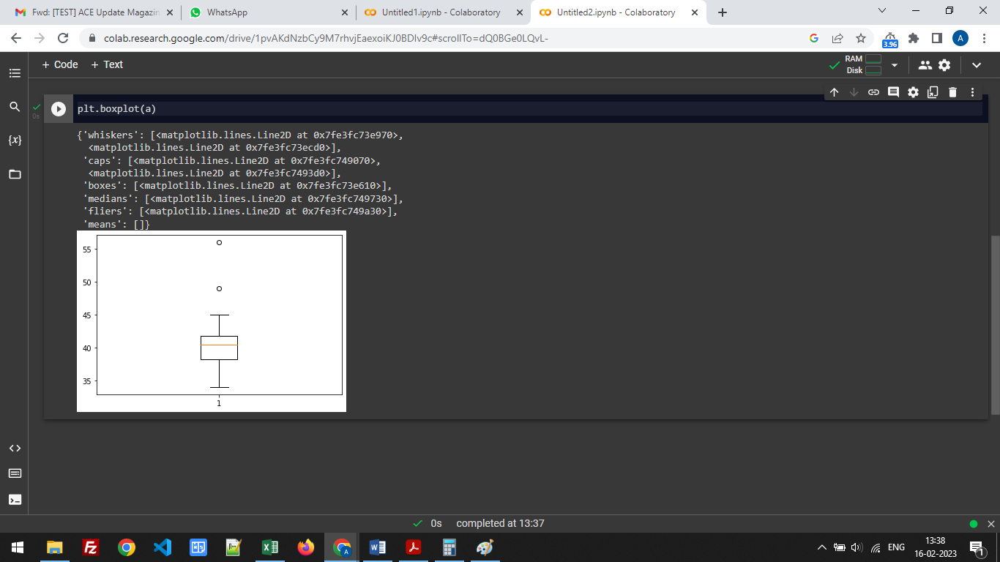 Fwd: [TEST] ACE Update Magazin
WhatsApp
Untitled1.ipynb - Colaboratory
Untitled2.ipynb - Colaboratory
colab.research.google.com/drive/1pvAKdNzbCy9M7rhvjEaexoiKJ0BDIv9c#scrollTo=dQ0BGe0LQvL-
3.96
A
+ Code + Text
RAM
Disk
{x}
0s
plt.boxplot(a)
{'whiskers': [<matplotlib.lines.Line2D at 0x7fe3fc73e970>,
<matplotlib.lines.Line2D at 0x7fe3fc73ecd0>],
'caps': [<matplotlib.lines.Line2D at 0x7fe3fc749070>,
<matplotlib.lines.Line2D at 0x7fe3fc7493d0>],
'boxes': [<matplotlib.lines.Line2D at 0x7fe3fc73e610>],
'medians': [<matplotlib.lines.Line2D at 0x7fe3fc749730>],
'fliers': [<matplotlib.lines.Line2D at 0x7fe3fc749a30>],
'means': []}
55
50
45
40
35
1
0s completed at 13:37
ENG
13:38
16-02-2023
1